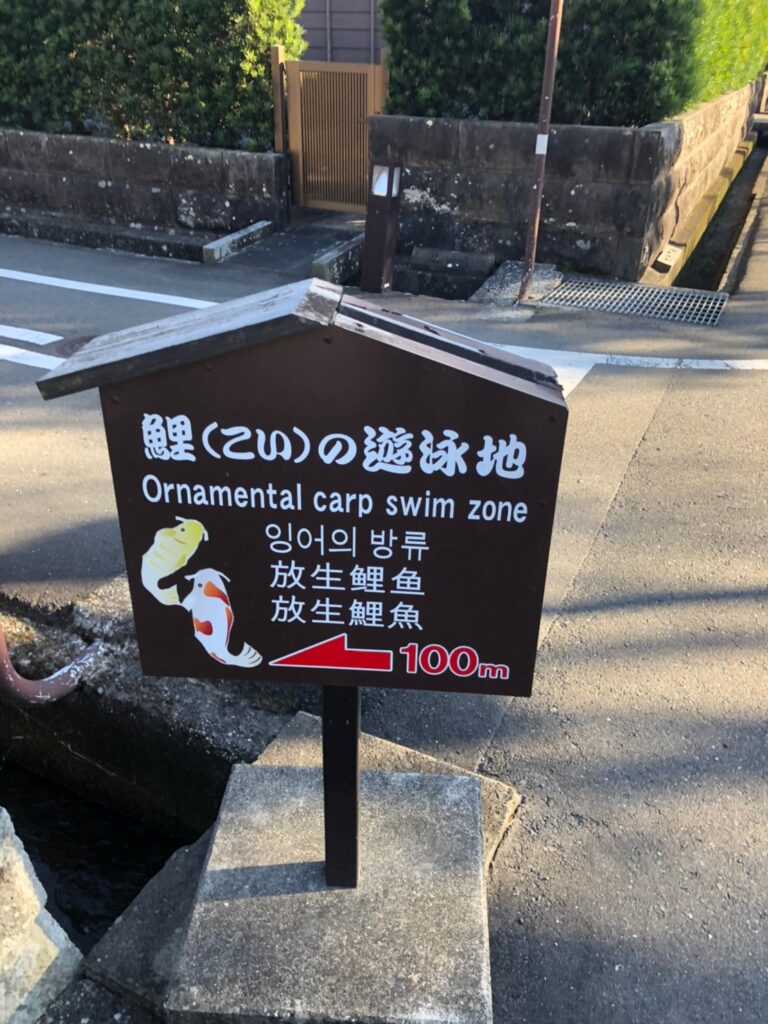 鯉(こい)の遊泳地
Ornamental carp swim zone
잉어의 방류
放生鲤鱼
放生鯉魚
100m